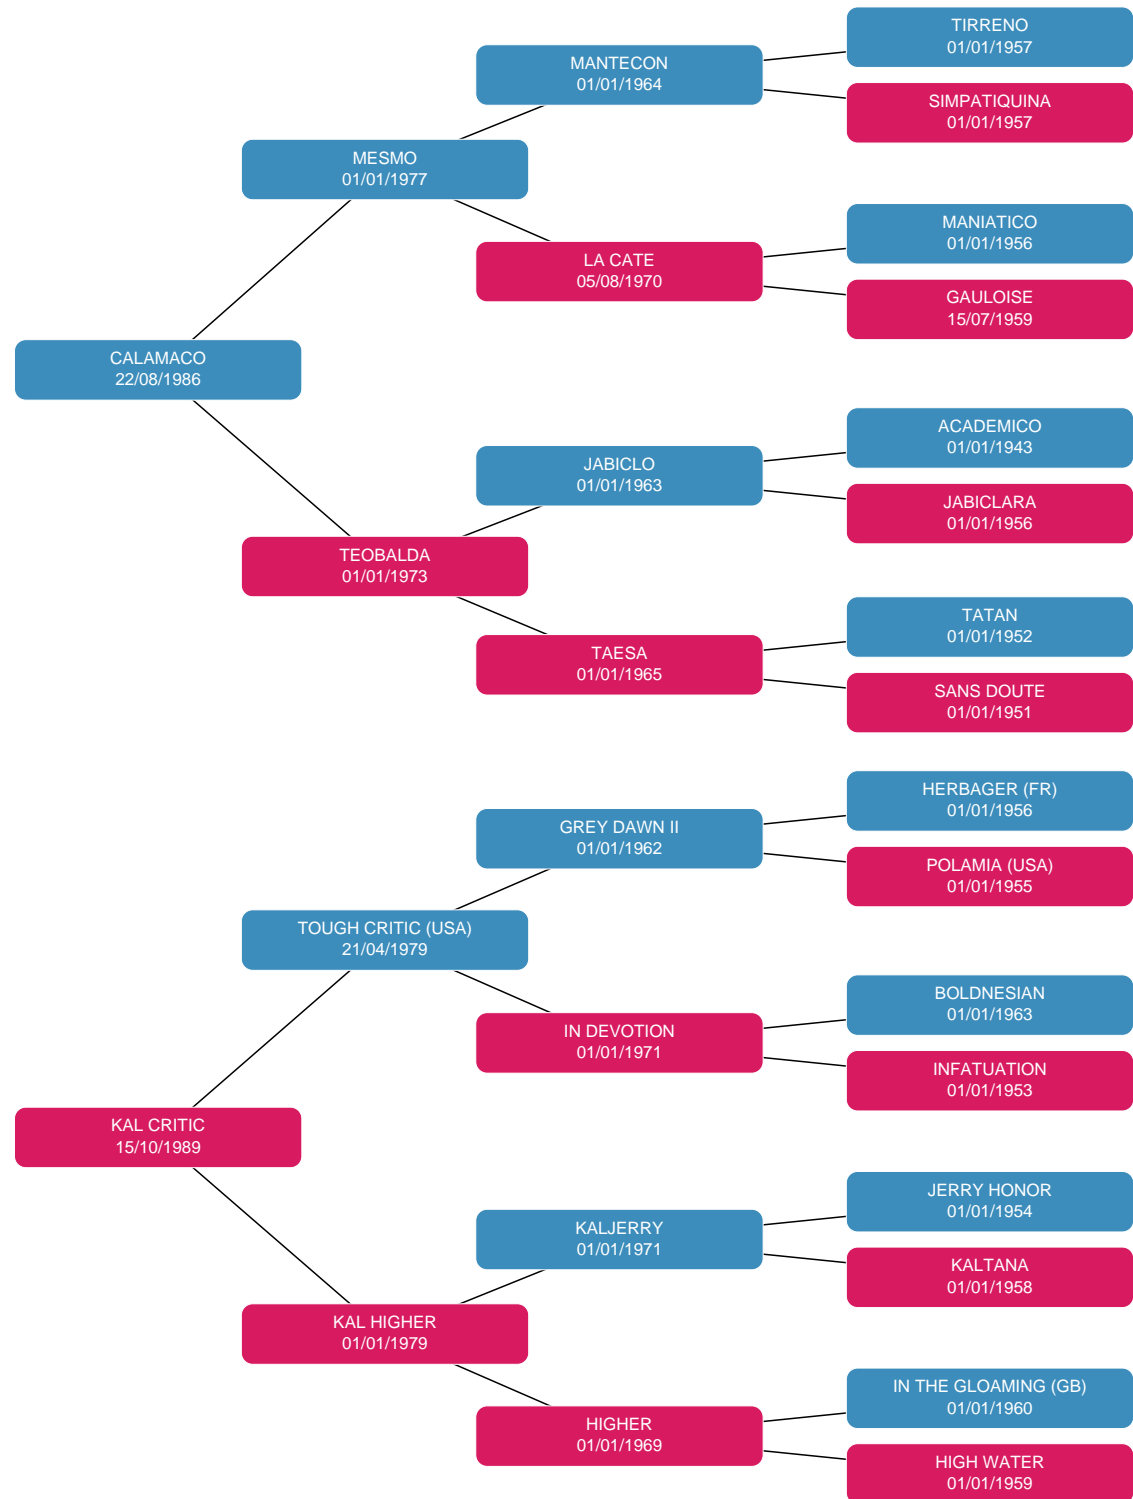 TIRRENO
01/01/1957
MANTECON
01/01/1964
SIMPATIQUINA
01/01/1957
MESMO
01/01/1977
MANIATICO
01/01/1956
LA CATE
05/08/1970
GAULOISE
15/07/1959
CALAMACO
22/08/1986
ACADEMICO
01/01/1943
JABICLO
01/01/1963
JABICLARA
01/01/1956
TEOBALDA
01/01/1973
TATAN
01/01/1952
TAESA
01/01/1965
SANS DOUTE
01/01/1951
HERBAGER (FR)
01/01/1956
GREY DAWN II
01/01/1962
POLAMIA (USA)
01/01/1955
TOUGH CRITIC (USA)
21/04/1979
BOLDNESIAN
01/01/1963
IN DEVOTION
01/01/1971
INFATUATION
01/01/1953
KAL CRITIC
15/10/1989
JERRY HONOR
01/01/1954
KALJERRY
01/01/1971
KALTANA
01/01/1958
KAL HIGHER
01/01/1979
IN THE GLOAMING (GB)
01/01/1960
HIGHER
01/01/1969
HIGH WATER
01/01/1959